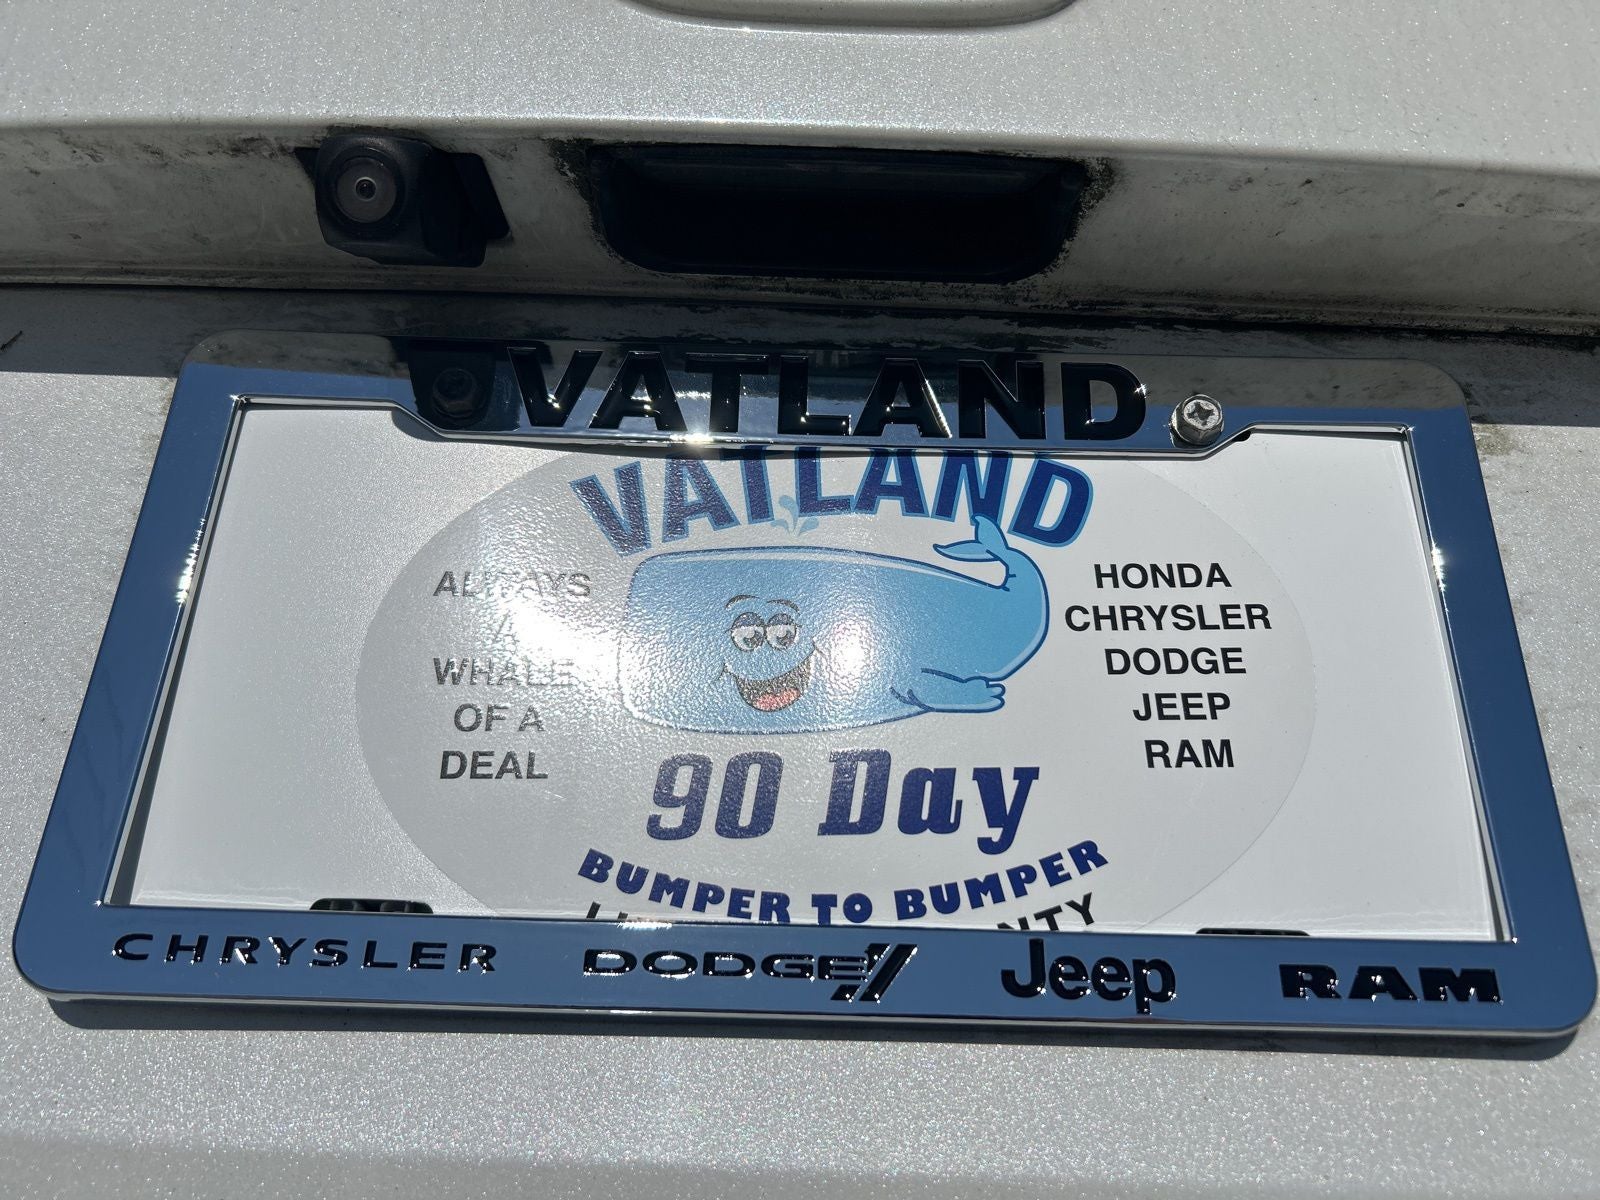 VATLAND
VATLAND
ALWAYS
A
WHALE
OF A
DEAL
HONDA
CHRYSLER
DODGE
JEEP
RAM
90 Day
BUMPER TO BUMPER
CHRYSLER DODGE Jeep RAM